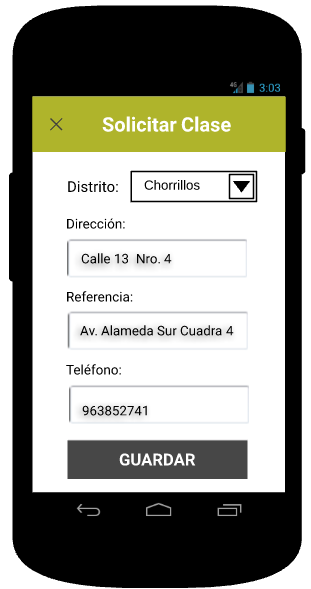 4G 3:03
Solicitar Clase
Distrito: Chorrillos
Dirección:
Calle 13 Nro. 4
Referencia:
Av. Alameda Sur Cuadra 4
Teléfono:
963852741
GUARDAR